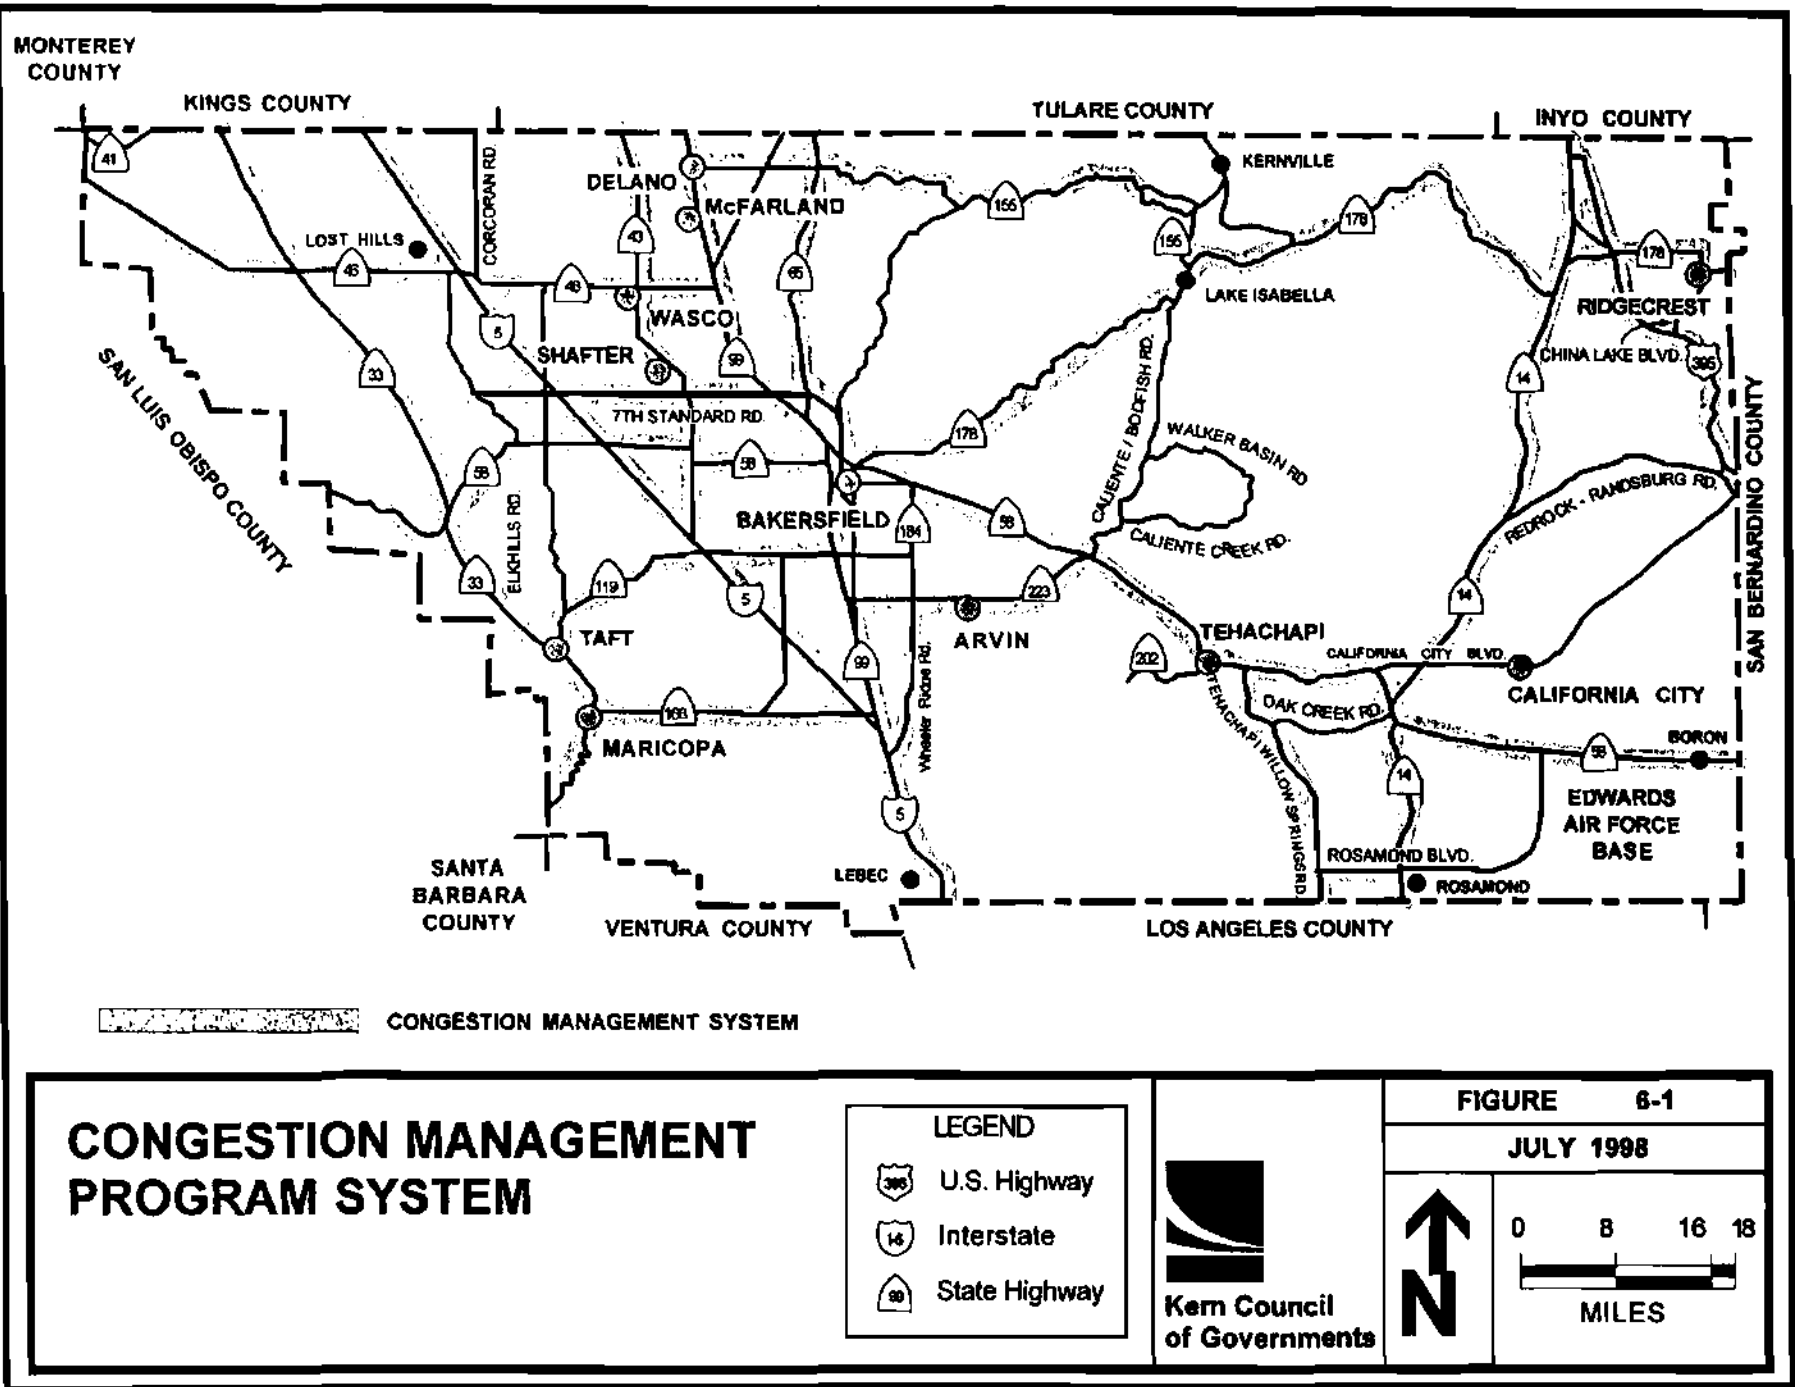 MONTEREY
COUNTY
KINGS COUNTY
TULARE COUNTY
INYO COUNTY
41
CORCORAN RD.
DELANO
McFARLAND
KERNVILLE
LOST HILLS
43
155
155
178
178
46
46
65
WASCO
LAKE ISABELLA
RIDGECREST
5
SHAFTER
99
CHINA LAKE BLVD.
395
33
14
7TH STANDARD RD.
178
CALIENTE / BODFISH RD.
WALKER BASIN RD
SAN LUIS OBISPO COUNTY
58
58
ELKHILLS RD.
BAKERSFIELD
184
58
CALIENTE CREEK RD.
REDROCK - RANDSBURG RD.
SAN BERNARDINO COUNTY
33
119
5
223
14
TAFT
ARVIN
TEHACHAPI
202
CALIFORNIA CITY BLVD.
99
Wheeler Ridge Rd.
CALIFORNIA CITY
166
OAK CREEK RD.
TEHACHAPI WILLOW SPRINGS RD.
MARICOPA
BORON
58
14
5
EDWARDS
AIR FORCE
BASE
ROSAMOND BLVD.
LEBEC
ROSAMOND
SANTA
BARBARA
COUNTY
VENTURA COUNTY
LOS ANGELES COUNTY
CONGESTION MANAGEMENT SYSTEM
CONGESTION MANAGEMENT
PROGRAM SYSTEM
LEGEND
395 U.S. Highway
Interstate
99 State Highway
Kern Council
of Governments
FIGURE 6-1
JULY 1998
N
0 8 16 18
MILES